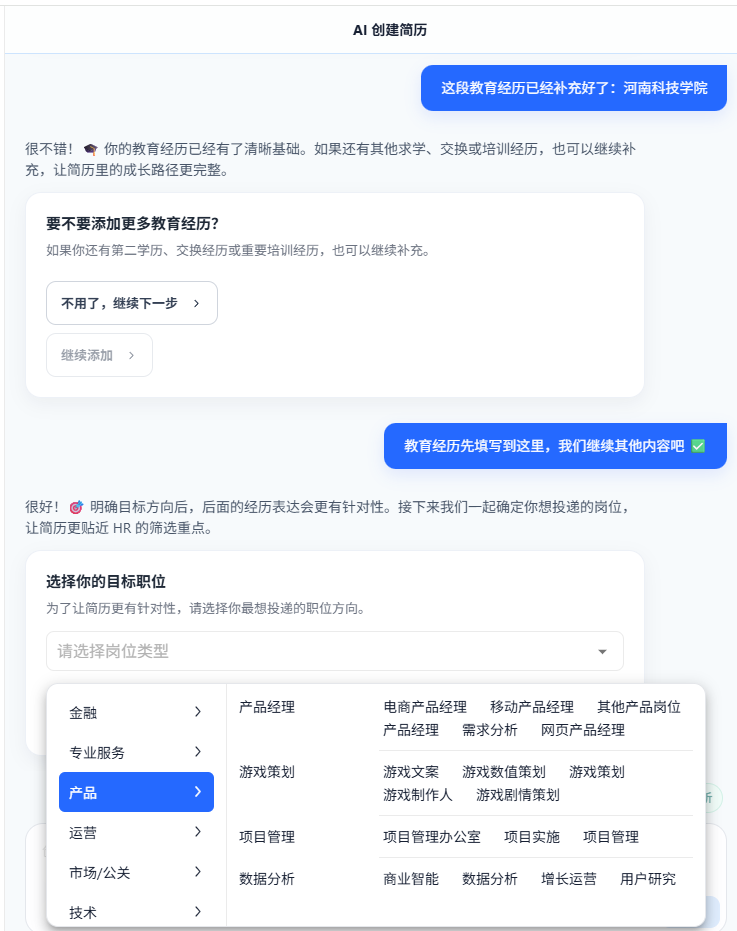 AI 创建简历
这段教育经历已经补充好了：河南科技学院
很不错！🎓 你的教育经历已经有了清晰基础。如果还有其他求学、交换或培训经历，也可以继续补
充，让简历里的成长路径更完整。
要不要添加更多教育经历？
如果你还有第二学历、交换经历或重要培训经历，也可以继续补充。
不用了，继续下一步
继续添加
教育经历先填写到这里，我们继续其他内容吧 ✅
很好！🎯 明确目标方向后，后面的经历表达会更有针对性。接下来我们一起确定你想投递的岗位，
让简历更贴近 HR 的筛选重点。
选择你的目标职位
为了让简历更有针对性，请选择你最想投递的职位方向。
请选择岗位类型
金融
专业服务
产品
运营
市场/公关
技术
产品经理
电商产品经理 移动产品经理 其他产品岗位
产品经理 需求分析 网页产品经理
游戏策划
游戏文案 游戏数值策划 游戏策划
游戏制作人 游戏剧情策划
项目管理
项目管理办公室 项目实施 项目管理
数据分析
商业智能 数据分析 增长运营 用户研究